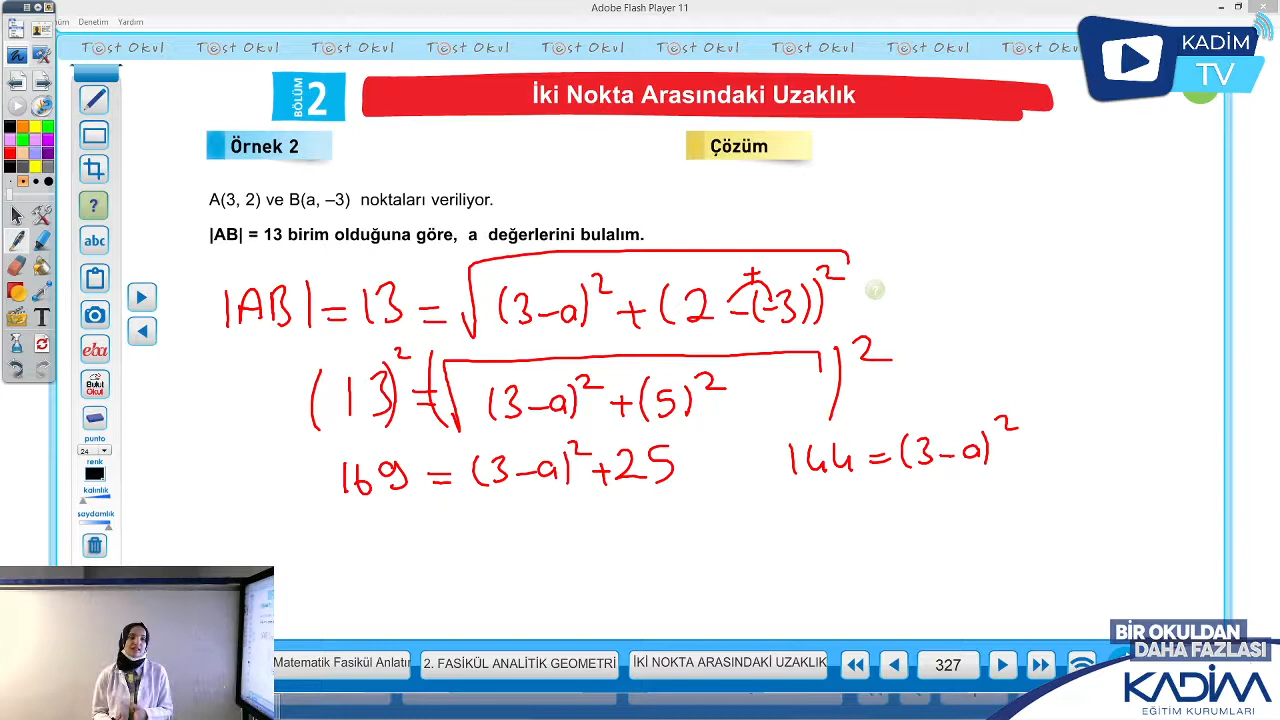 Adobe Flash Player 11
Denetim Yardım
Test Okul Test Okul Test Okul Test Okul Test Okul Test Okul Test Okul Test Okul Test Okul
KADİM
TV
BÖLÜM 2
İki Nokta Arasındaki Uzaklık
Örnek 2
Çözüm
A(3, 2) ve B(a, –3) noktaları veriliyor.
|AB| = 13 birim olduğuna göre, a değerlerini bulalım.
|AB| = 13 = √((3-a)² + (2 -(-3))²)
+
(13)² = (√((3-a)² + (5)²))²
169 = (3-a)² + 25
144 = (3-a)²
?
abc
T
eba
Bulut Okul
punto
24
renk
kalınlık
saydamlık
Matematik Fasikül Anlatır
2. FASİKÜL ANALİTİK GEOMETRİ
İKİ NOKTA ARASINDAKİ UZAKLIK
327
BİR OKULDAN
DAHA FAZLASI
KADİM
EĞİTİM KURUMLARI